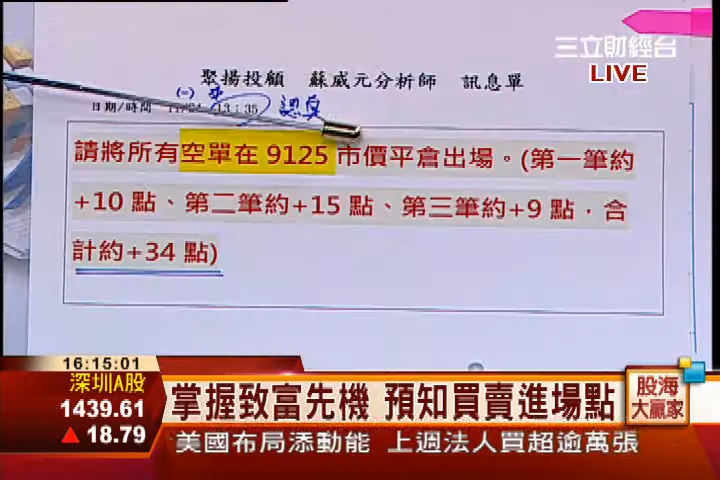 三立財經台
LIVE
聚揚投顧 蘇威元分析師 訊息單
日期/時間 11/24 13:35
請將所有空單在 9125 市價平倉出場。(第一筆約
+10 點、第二筆約+15 點、第三筆約+9 點，合
計約+34 點)
16:15:01
深圳A股
1439.61
▲ 18.79
掌握致富先機 預知買賣進場點
股海
大贏家
美國布局添動能 上週法人買超逾萬張